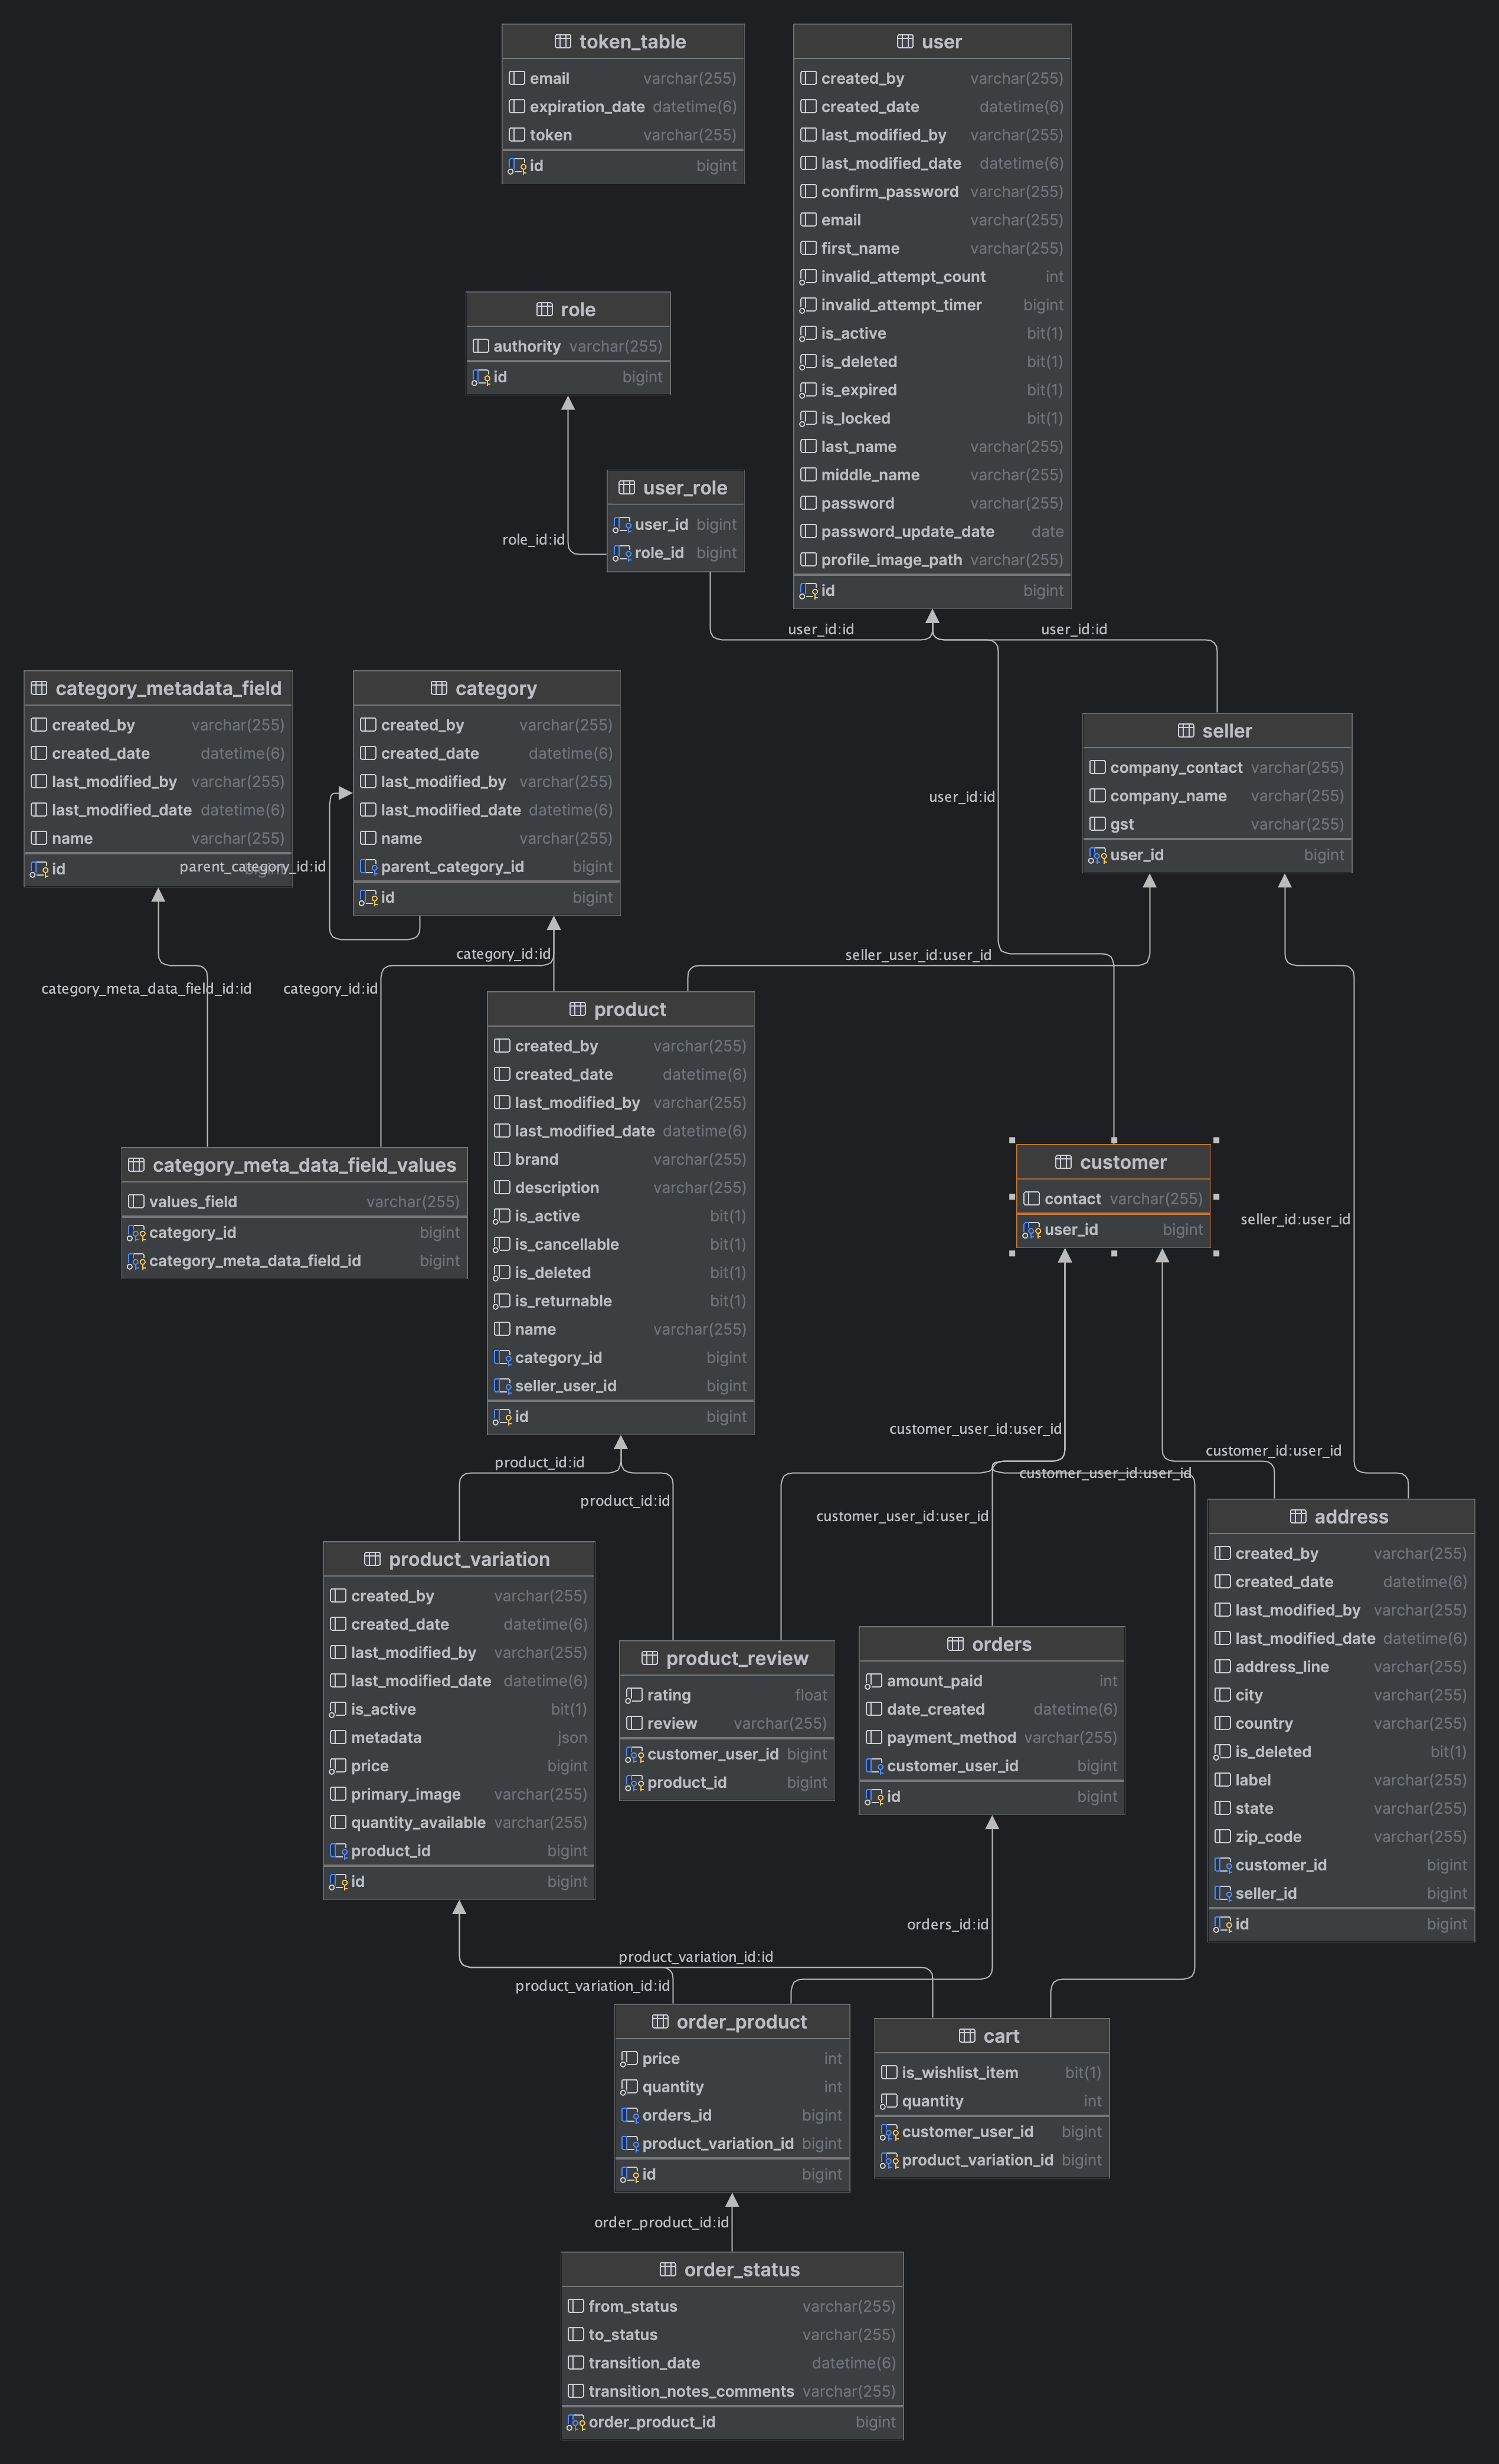 token_table
email varchar(255)
expiration_date datetime(6)
token varchar(255)
id bigint
user
created_by varchar(255)
created_date datetime(6)
last_modified_by varchar(255)
last_modified_date datetime(6)
confirm_password varchar(255)
email varchar(255)
first_name varchar(255)
invalid_attempt_count int
invalid_attempt_timer bigint
is_active bit(1)
is_deleted bit(1)
is_expired bit(1)
is_locked bit(1)
last_name varchar(255)
middle_name varchar(255)
password varchar(255)
password_update_date date
profile_image_path varchar(255)
id bigint
role
authority varchar(255)
id bigint
user_role
user_id bigint
role_id bigint
role_id:id
user_id:id
user_id:id
user_id:id
category_metadata_field
created_by varchar(255)
created_date datetime(6)
last_modified_by varchar(255)
last_modified_date datetime(6)
name varchar(255)
id bigint
parent_category_id:id
category
created_by varchar(255)
created_date datetime(6)
last_modified_by varchar(255)
last_modified_date datetime(6)
name varchar(255)
parent_category_id bigint
id bigint
seller
company_contact varchar(255)
company_name varchar(255)
gst varchar(255)
user_id bigint
category_id:id
seller_user_id:user_id
category_meta_data_field_id:id
category_id:id
product
created_by varchar(255)
created_date datetime(6)
last_modified_by varchar(255)
last_modified_date datetime(6)
brand varchar(255)
description varchar(255)
is_active bit(1)
is_cancellable bit(1)
is_deleted bit(1)
is_returnable bit(1)
name varchar(255)
category_id bigint
seller_user_id bigint
id bigint
category_meta_data_field_values
values_field varchar(255)
category_id bigint
category_meta_data_field_id bigint
customer
contact varchar(255)
user_id bigint
seller_id:user_id
customer_user_id:user_id
customer_id:user_id
customer_user_id:user_id
customer_user_id:user_id
product_id:id
product_id:id
product_variation
created_by varchar(255)
created_date datetime(6)
last_modified_by varchar(255)
last_modified_date datetime(6)
is_active bit(1)
metadata json
price bigint
primary_image varchar(255)
quantity_available varchar(255)
product_id bigint
id bigint
product_review
rating float
review varchar(255)
customer_user_id bigint
product_id bigint
orders
amount_paid int
date_created datetime(6)
payment_method varchar(255)
customer_user_id bigint
id bigint
address
created_by varchar(255)
created_date datetime(6)
last_modified_by varchar(255)
last_modified_date datetime(6)
address_line varchar(255)
city varchar(255)
country varchar(255)
is_deleted bit(1)
label varchar(255)
state varchar(255)
zip_code varchar(255)
customer_id bigint
seller_id bigint
id bigint
orders_id:id
product_variation_id:id
product_variation_id:id
order_product
price int
quantity int
orders_id bigint
product_variation_id bigint
id bigint
cart
is_wishlist_item bit(1)
quantity int
customer_user_id bigint
product_variation_id bigint
order_product_id:id
order_status
from_status varchar(255)
to_status varchar(255)
transition_date datetime(6)
transition_notes_comments varchar(255)
order_product_id bigint